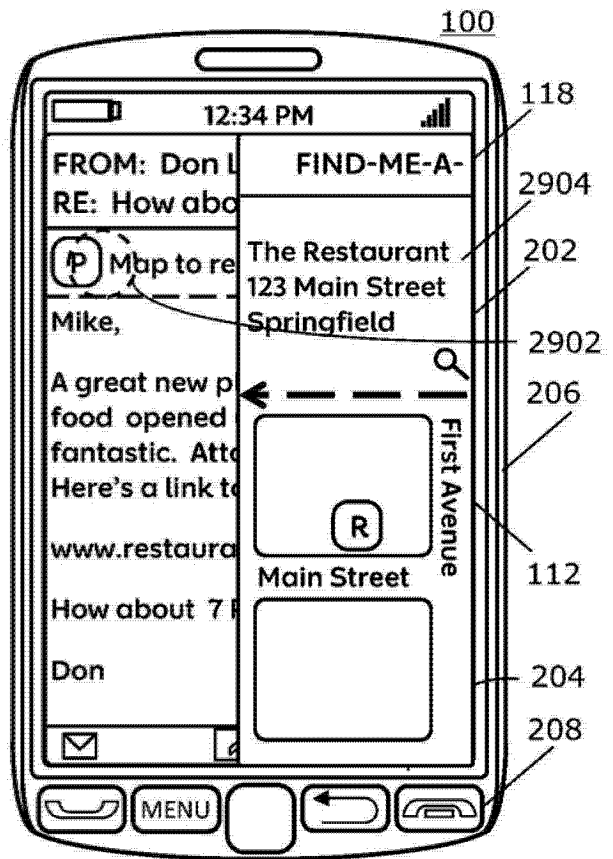 100
12:34 PM
118
FROM: Don L
RE: How abo
FIND-ME-A-
2904
P
Map to re
The Restaurant
123 Main Street
Springfield
202
2902
206
Mike,
A great new p
food opened
fantastic. Atta
Here's a link to
First Avenue
R
112
www.restaura
Main Street
How about 7 P
Don
204
208
MENU